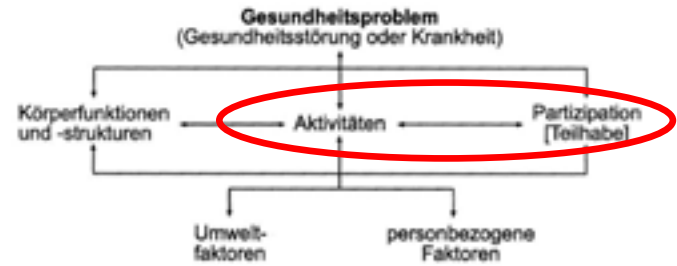 Gesundheitsproblem
(Gesundheitsstörung oder Krankheit)
Körperfunktionen
und -strukturen
Aktivitäten
Partizipation
[Teilhabe]
Umwelt-
faktoren
personbezogene
Faktoren